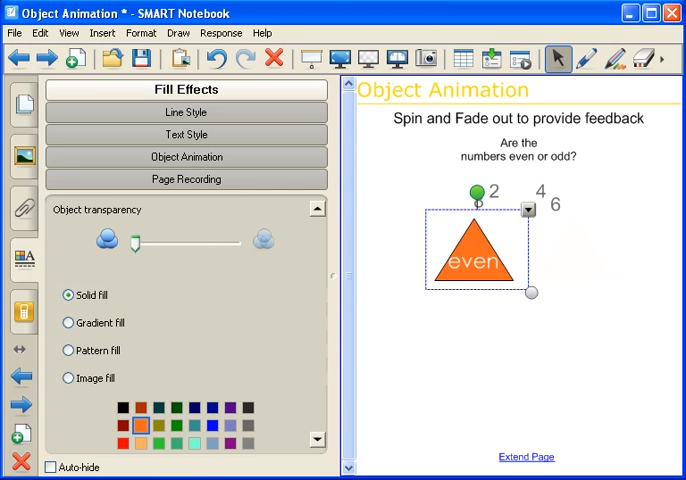 Object Animation * - SMART Notebook
File Edit View Insert Format Draw Response Help
Fill Effects
Line Style
Text Style
Object Animation
Page Recording
Object transparency
Solid fill
Gradient fill
Pattern fill
Image fill
Auto-hide
Object Animation
Spin and Fade out to provide feedback
Are the
numbers even or odd?
2 4
6
even
Extend Page